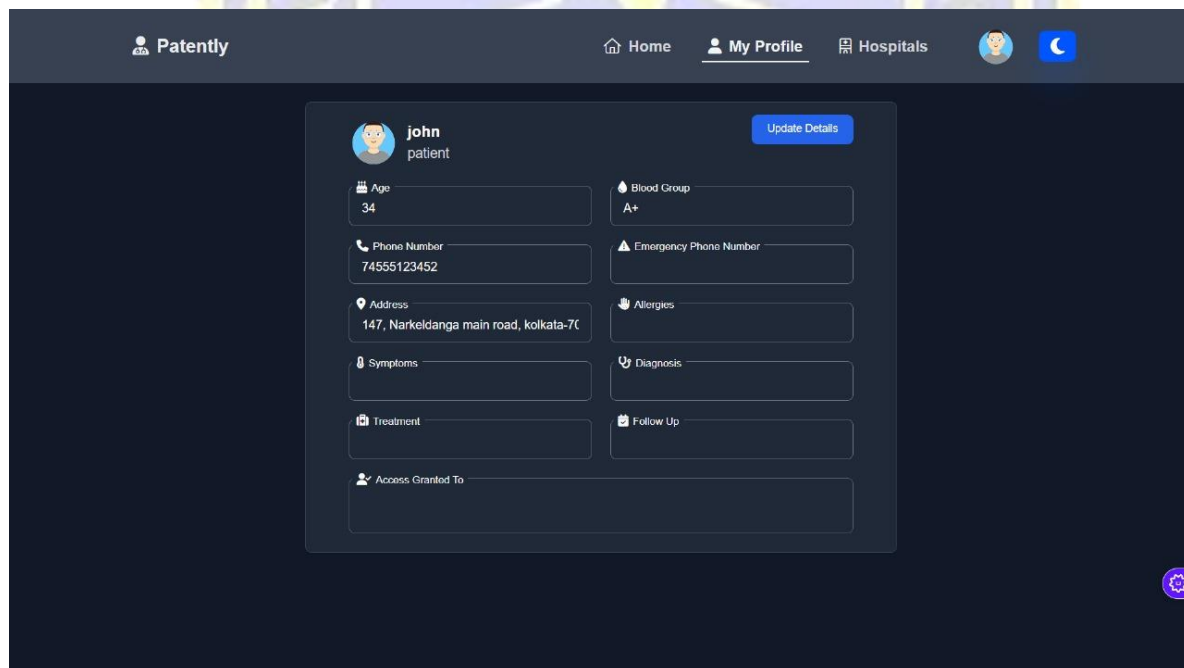 Patently
Home
My Profile
Hospitals
john
patient
Update Details
Age
34
Blood Group
A+
Phone Number
74555123452
Emergency Phone Number
Address
147, Narkeldanga main road, kolkata-70
Allergies
Symptoms
Diagnosis
Treatment
Follow Up
Access Granted To